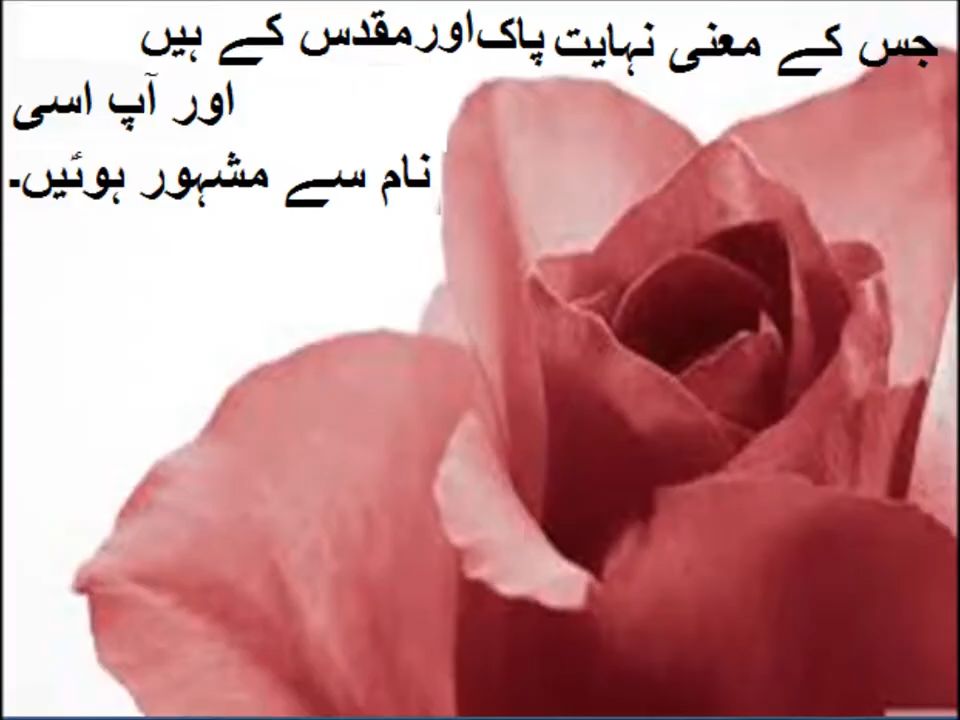 جس کے معنی نہایت پاک اور مقدس کے ہیں
اور آپ اسی
نام سے مشہور ہوئیں۔